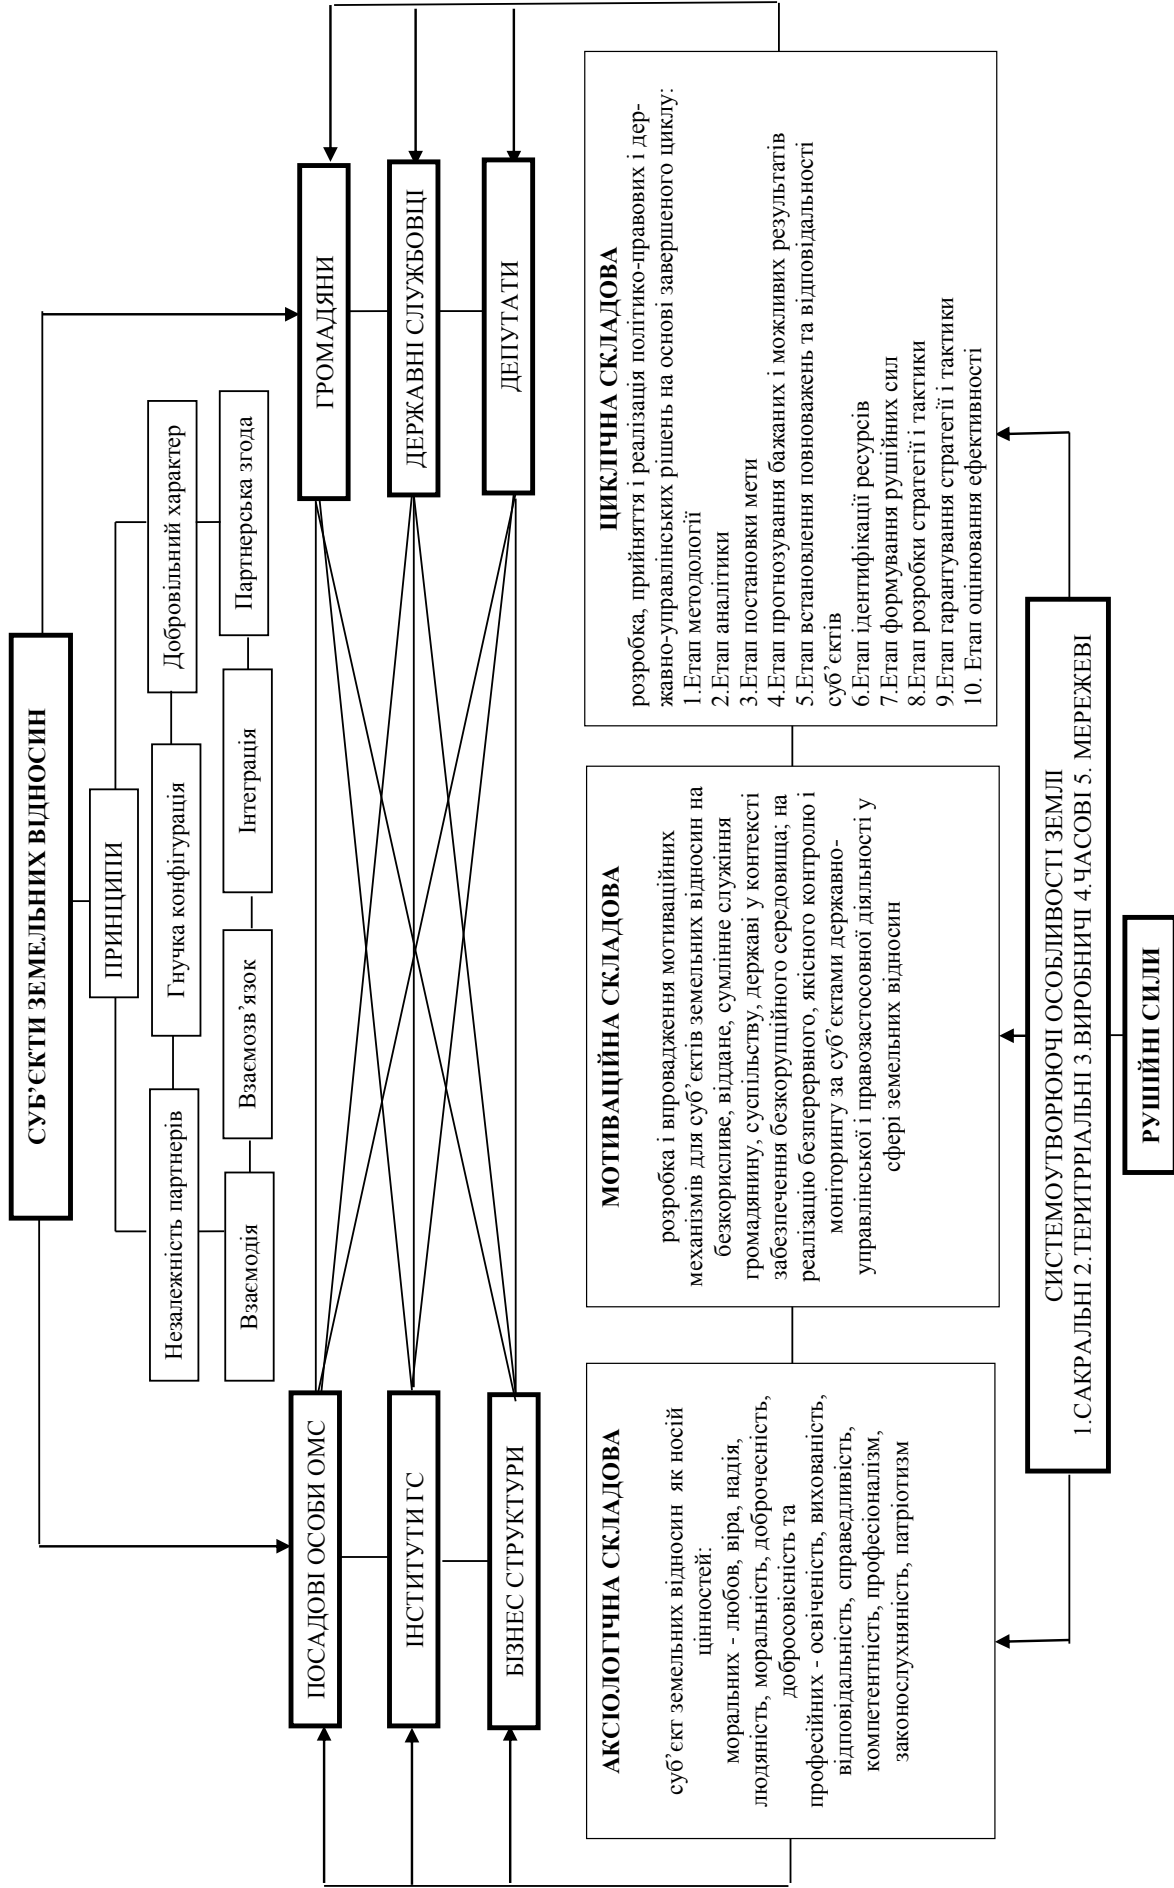 СУБ’ЄКТИ ЗЕМЕЛЬНИХ ВІДНОСИН
ПРИНЦИПИ
Незалежність партнерів
Гнучка конфігурація
Добровільний характер
Взаємодія
Взаємозв’язок
Інтеграція
Партнерська згода
ПОСАДОВІ ОСОБИ ОМС
ГРОМАДЯНИ
ІНСТИТУТИ ГС
ДЕРЖАВНІ СЛУЖБОВЦІ
БІЗНЕС СТРУКТУРИ
ДЕПУТАТИ
АКСІОЛОГІЧНА СКЛАДОВА
суб’єкт земельних відносин як носій
цінностей:
моральних - любов, віра, надія,
людяність, моральність, доброчесність,
добросовісність та
професійних - освіченість, вихованість,
відповідальність, справедливість,
компетентність, професіоналізм,
законослухняність, патріотизм
МОТИВАЦІЙНА СКЛАДОВА
розробка і впровадження мотиваційних
механізмів для суб’єктів земельних відносин на
безкорисливе, віддане, сумлінне служіння
громадянину, суспільству, державі у контексті
забезпечення безкорупційного середовища; на
реалізацію безперервного, якісного контролю і
моніторингу за суб’єктами державно-
управлінської і правозастосовної діяльності у
сфері земельних відносин
ЦИКЛІЧНА СКЛАДОВА
розробка, прийняття і реалізація політико-правових і дер-
жавно-управлінських рішень на основі завершеного циклу:
1.Етап методології
2.Етап аналітики
3.Етап постановки мети
4.Етап прогнозування бажаних і можливих результатів
5.Етап встановлення повноважень та відповідальності
суб’єктів
6.Етап ідентифікації ресурсів
7.Етап формування рушійних сил
8.Етап розробки стратегії і тактики
9.Етап гарантування стратегії і тактики
10. Етап оцінювання ефективності
СИСТЕМОУТВОРЮЮЧІ ОСОБЛИВОСТІ ЗЕМЛІ
1.САКРАЛЬНІ 2.ТЕРИТРІАЛЬНІ 3.ВИРОБНИЧІ 4.ЧАСОВІ 5. МЕРЕЖЕВІ
РУШІЙНІ СИЛИ